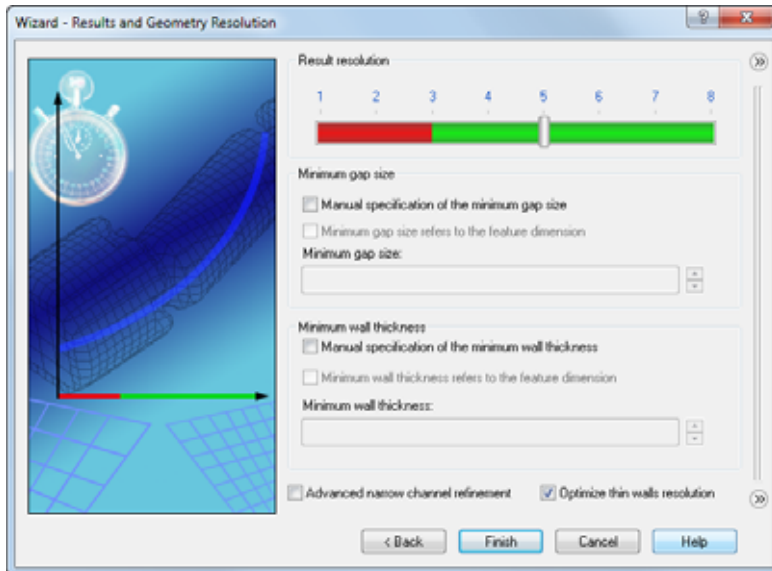 Wizard - Results and Geometry Resolution
Result resolution
1 2 3 4 5 6 7 8
Minimum gap size
Manual specification of the minimum gap size
Minimum gap size refers to the feature dimension
Minimum gap size:
Minimum wall thickness
Manual specification of the minimum wall thickness
Minimum wall thickness refers to the feature dimension
Minimum wall thickness:
Advanced narrow channel refinement Optimize thin walls resolution
< Back Finish Cancel Help